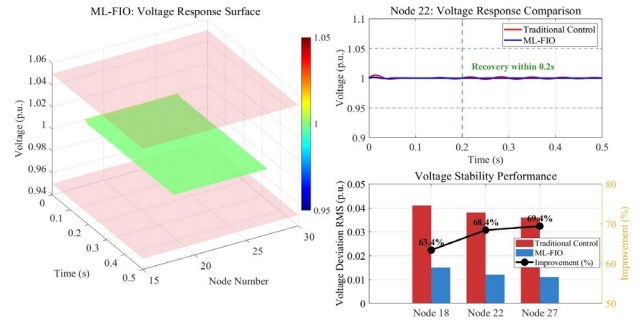 ML-FIO: Voltage Response Surface
Voltage (p.u.)
1.06
1.04
1.02
1
0.98
0.96
0.94
0
0.1
0.2
0.3
0.4
0.5
Time (s)
15
20
25
30
Node Number
1.05
1
0.95
Node 22: Voltage Response Comparison
Voltage (p.u.)
1.1
1.05
1
0.95
0.9
Traditional Control
ML-FIO
Recovery within 0.2s
0
0.1
0.2
0.3
0.4
0.5
Time (s)
Voltage Stability Performance
Voltage Deviation RMS (p.u.)
0.05
0.04
0.03
0.02
0.01
0
63.4%
68.4%
69.4%
Traditional Control
ML-FIO
Improvement (%)
Node 18
Node 22
Node 27
80
70
60
50
Improvement (%)